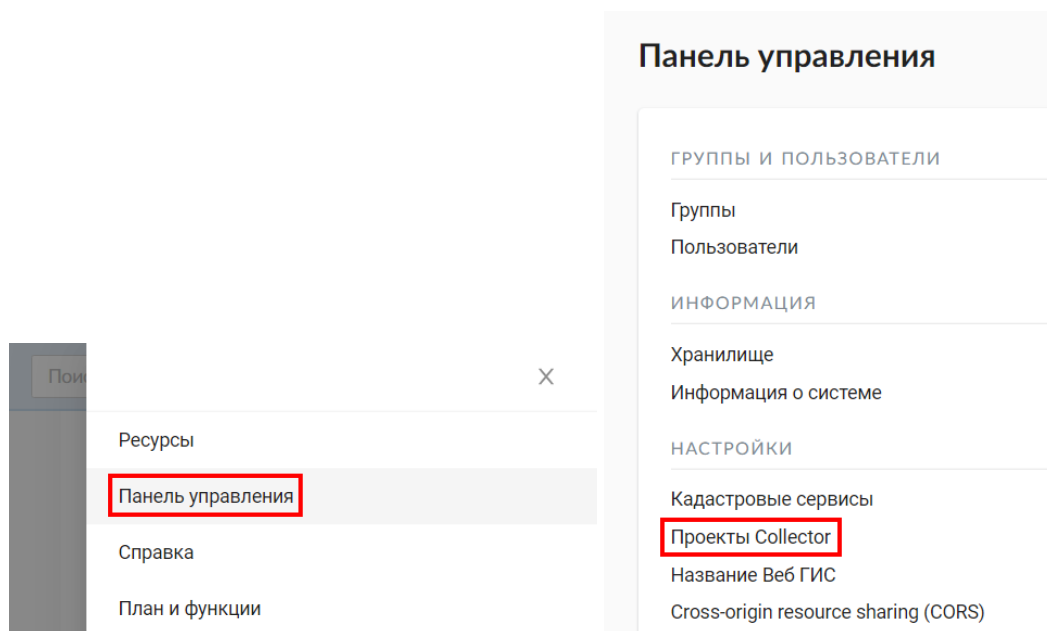 Поис
Ресурсы
Панель управления
Справка
План и функции
Панель управления
ГРУППЫ И ПОЛЬЗОВАТЕЛИ
Группы
Пользователи
ИНФОРМАЦИЯ
Хранилище
Информация о системе
НАСТРОЙКИ
Кадастровые сервисы
Проекты Collector
Название Веб ГИС
Cross-origin resource sharing (CORS)